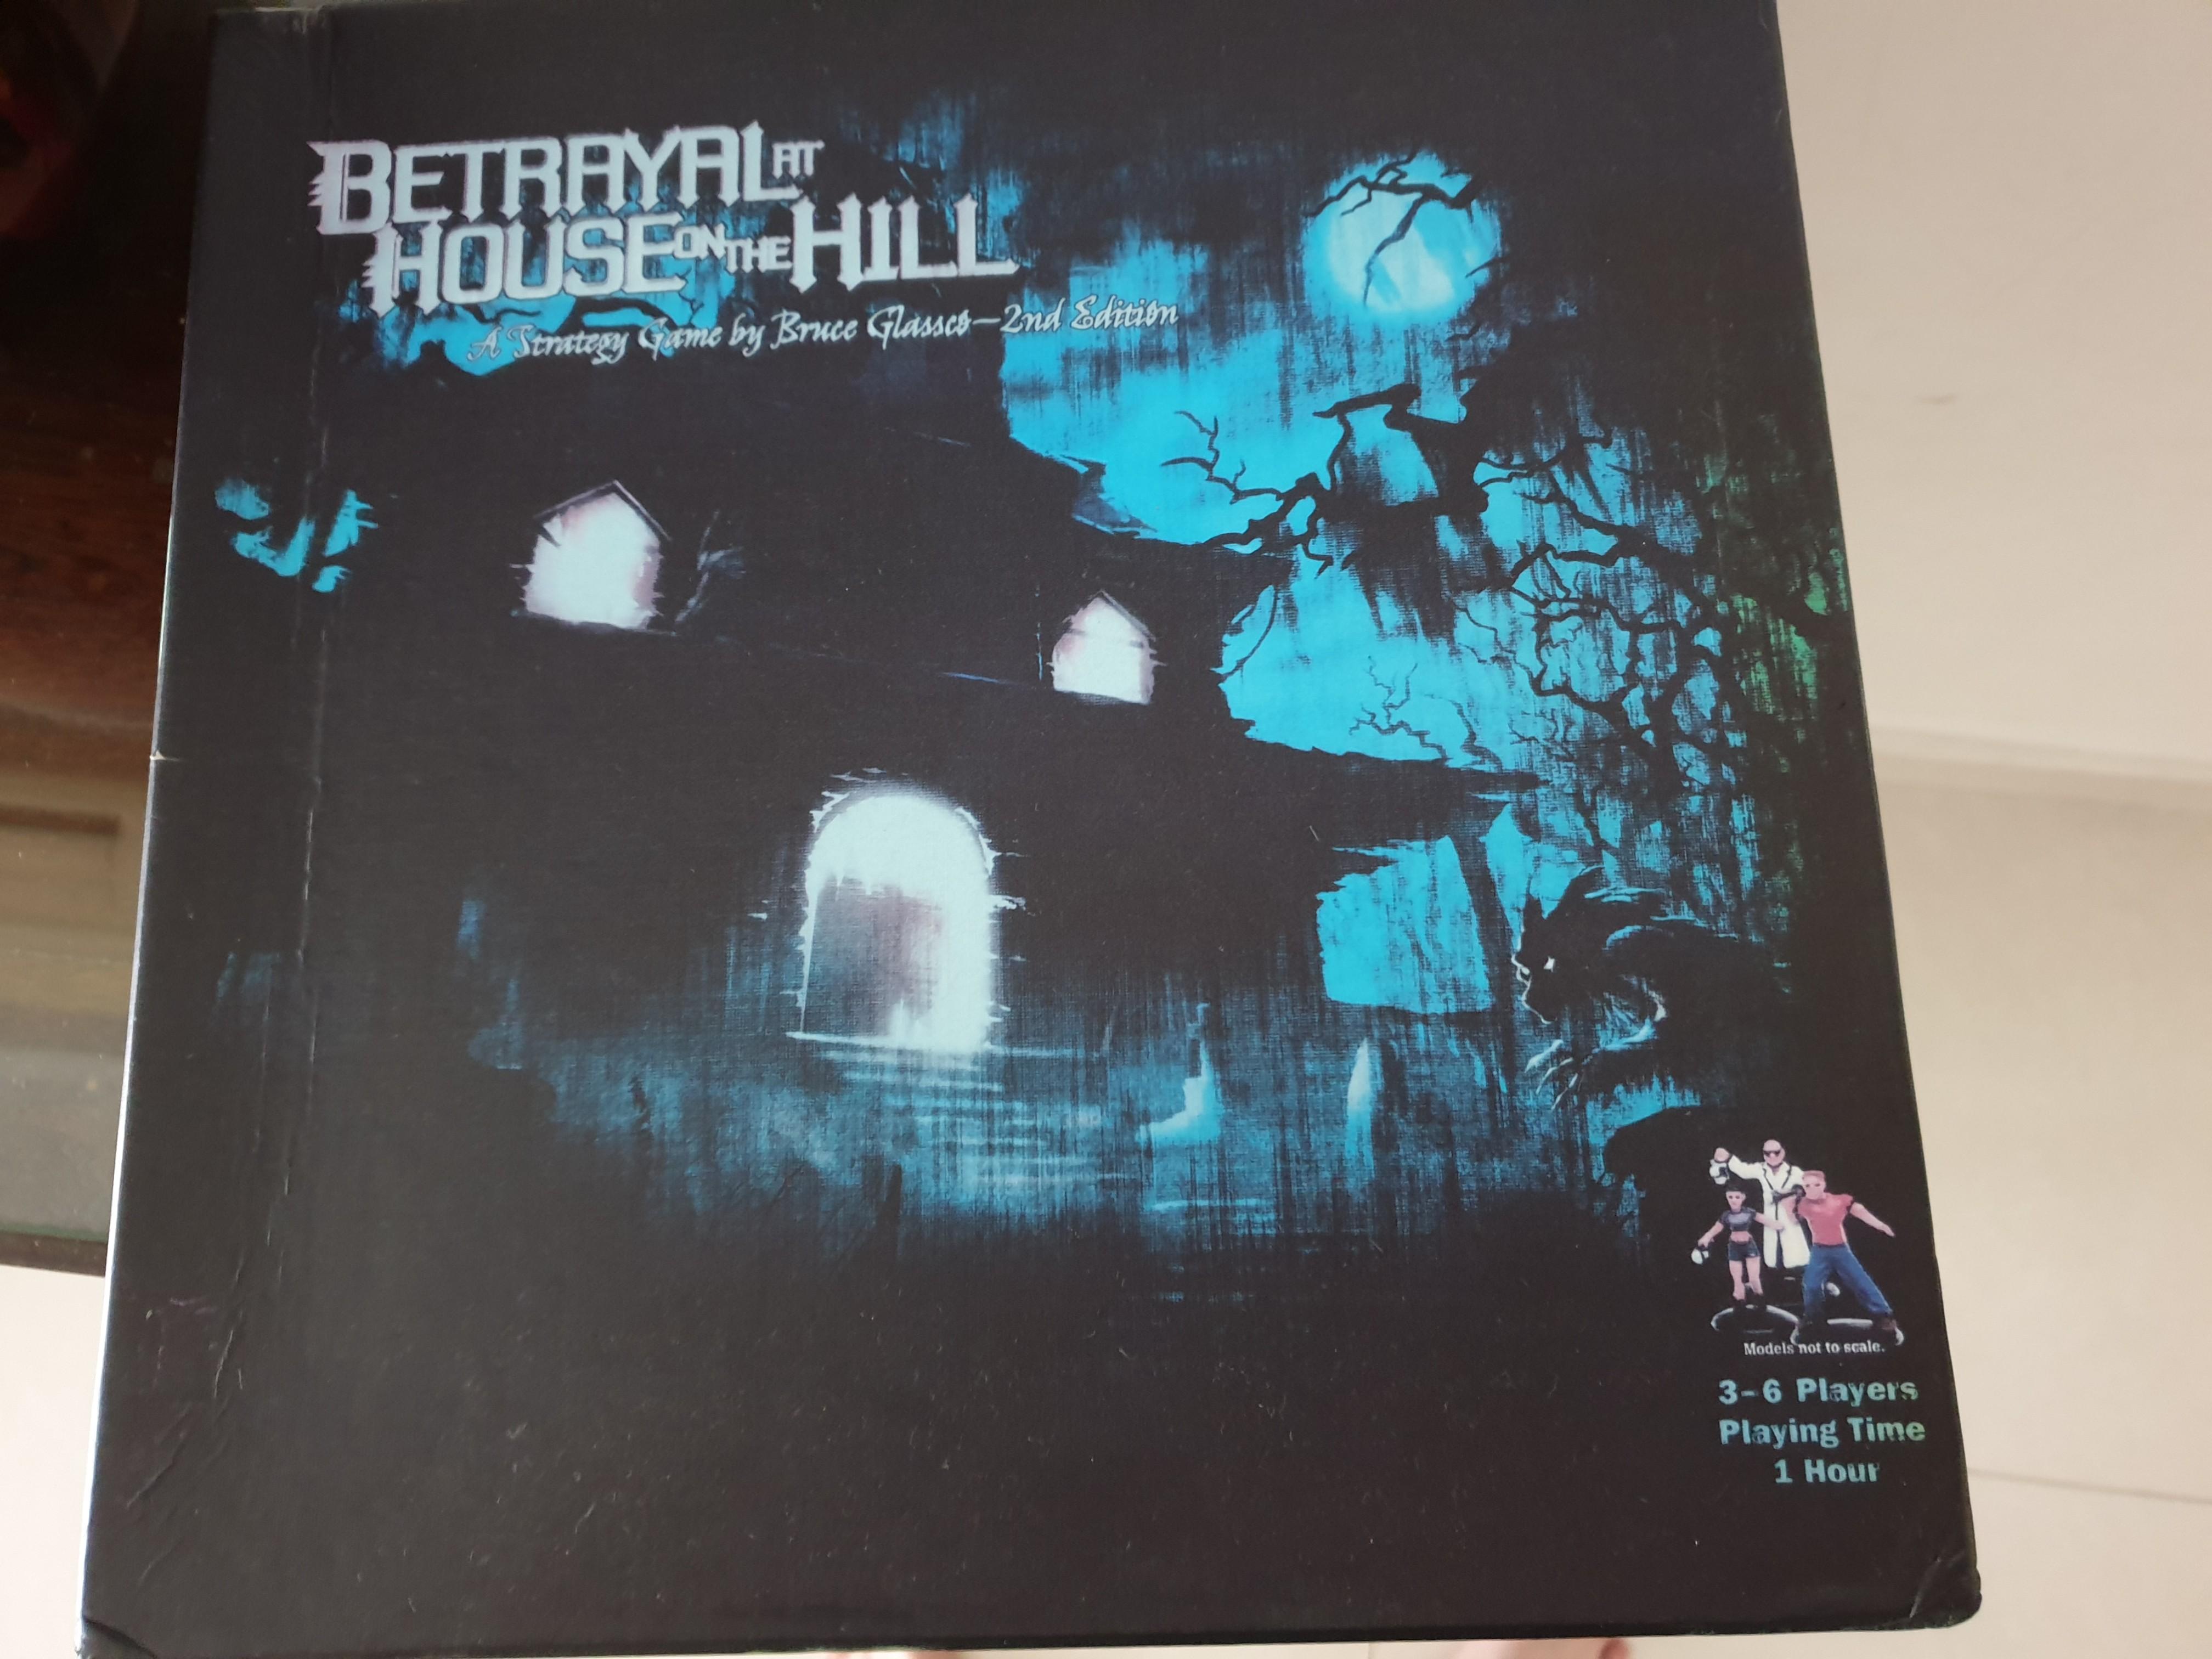 BETRAYAL AT
HOUSE ON THE HILL
A Strategy Game by Bruce Glassco—2nd Edition
Models not to scale.
3-6 Players
Playing Time
1 Hour